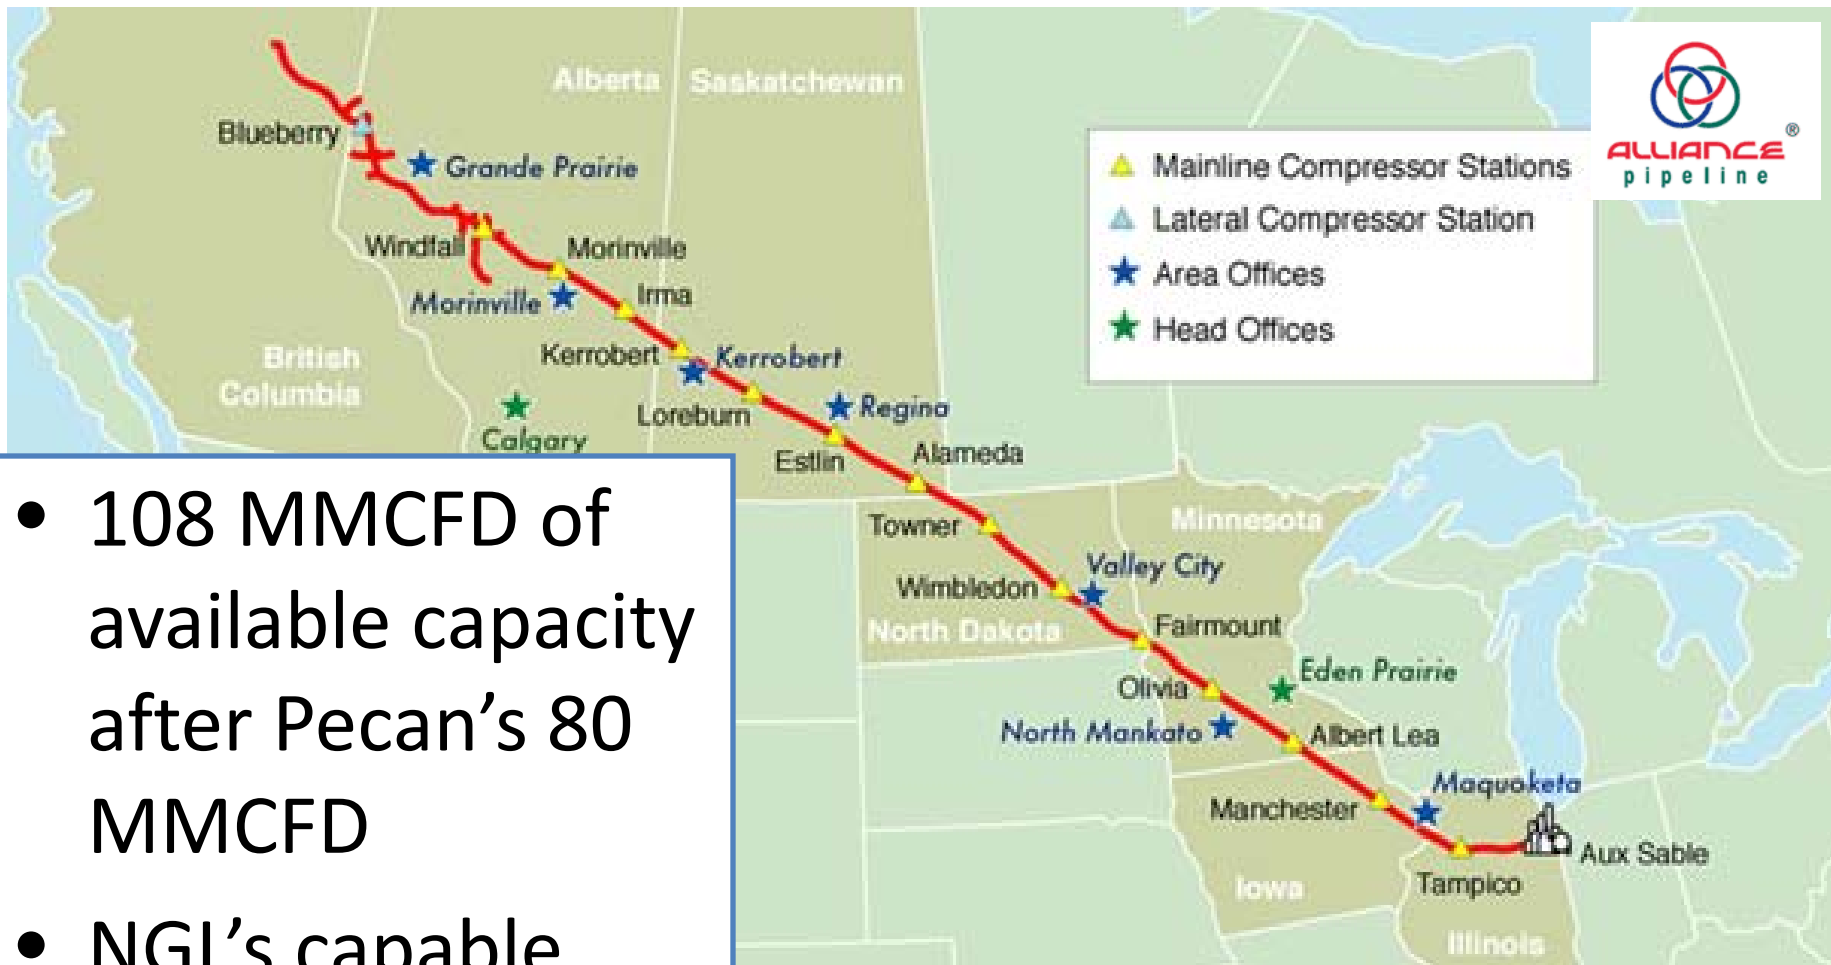 Alberta
Saskatchewan
ALLIANCE ®
pipeline
Blueberry
Grande Prairie
Mainline Compressor Stations
Lateral Compressor Station
Area Offices
Head Offices
Windfall
Morinville
Morinville
Irma
British
Columbia
Kerrobert
Kerrobert
Calgary
Loreburn
Regina
Estlin
Alameda
Towner
Minnesota
Wimbledon
Valley City
North Dakota
Fairmount
Olivia
Eden Prairie
North Mankato
Albert Lea
Maquoketa
Manchester
Aux Sable
Tampico
Iowa
Illinois
• 108 MMCFD of
available capacity
after Pecan’s 80
MMCFD
• NGL’s capable